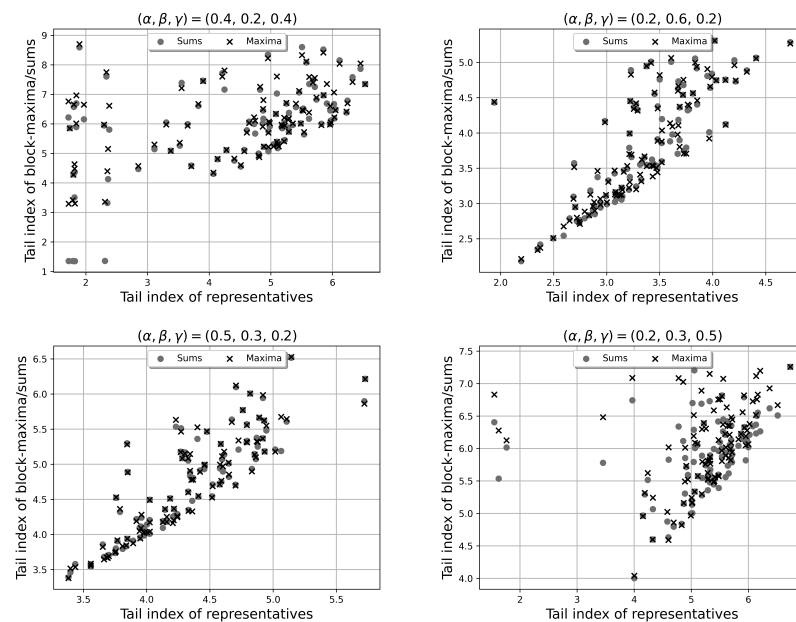 (α, β, γ) = (0.4, 0.2, 0.4)
Sums
Maxima
Tail index of block-maxima/sums
9
8
7
6
5
4
3
2
1
2
3
4
5
6
Tail index of representatives
(α, β, γ) = (0.2, 0.6, 0.2)
Sums
Maxima
Tail index of block-maxima/sums
5.0
4.5
4.0
3.5
3.0
2.5
2.0
2.5
3.0
3.5
4.0
4.5
Tail index of representatives
(α, β, γ) = (0.5, 0.3, 0.2)
Sums
Maxima
Tail index of block-maxima/sums
6.5
6.0
5.5
5.0
4.5
4.0
3.5
3.5
4.0
4.5
5.0
5.5
Tail index of representatives
(α, β, γ) = (0.2, 0.3, 0.5)
Sums
Maxima
Tail index of block-maxima/sums
7.5
7.0
6.5
6.0
5.5
5.0
4.5
4.0
2
3
4
5
6
Tail index of representatives